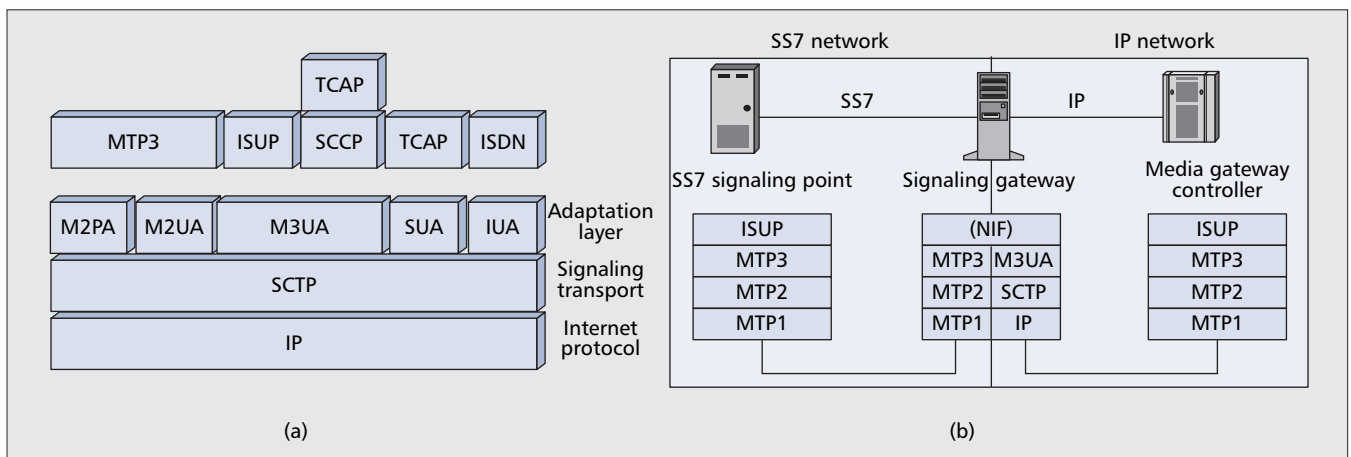 TCAP
MTP3 ISUP SCCP TCAP ISDN
M2PA M2UA M3UA SUA IUA
Adaptation
layer
SCTP
Signaling
transport
IP
Internet
protocol
(a)
SS7 network
IP network
SS7
IP
SS7 signaling point
Signaling gateway
Media gateway
controller
ISUP
MTP3
MTP2
MTP1
(NIF)
MTP3 M3UA
MTP2 SCTP
MTP1 IP
ISUP
MTP3
MTP2
MTP1
(b)